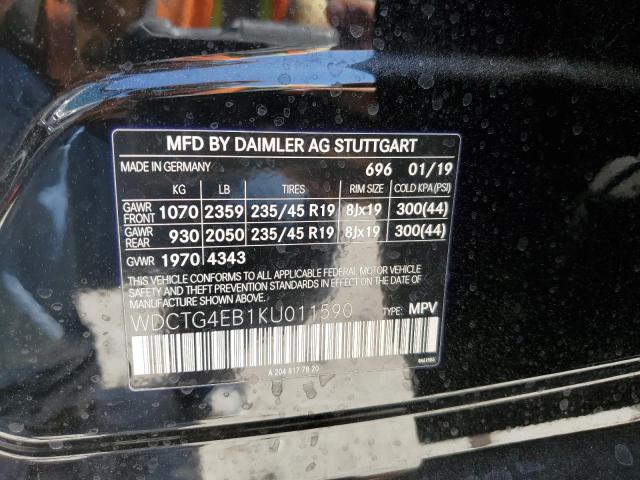 MFD BY DAIMLER AG STUTTGART
MADE IN GERMANY 696 01/19
KG LB TIRES RIM SIZE COLD KPA (PSI)
GAWR FRONT 1070 2359 235/45 R19 8Jx19 300(44)
GAWR REAR 930 2050 235/45 R19 8Jx19 300(44)
GVWR 1970 4343
THIS VEHICLE CONFORMS TO ALL APPLICABLE FEDERAL MOTOR VEHICLE
SAFETY AND THEFT PREVENTION STANDARDS IN EFFECT
ON THE DATE OF MANUFACTURE SHOWN ABOVE.
WDCTG4EB1KU011590 TYPE: MPV
A 204 817 79 20